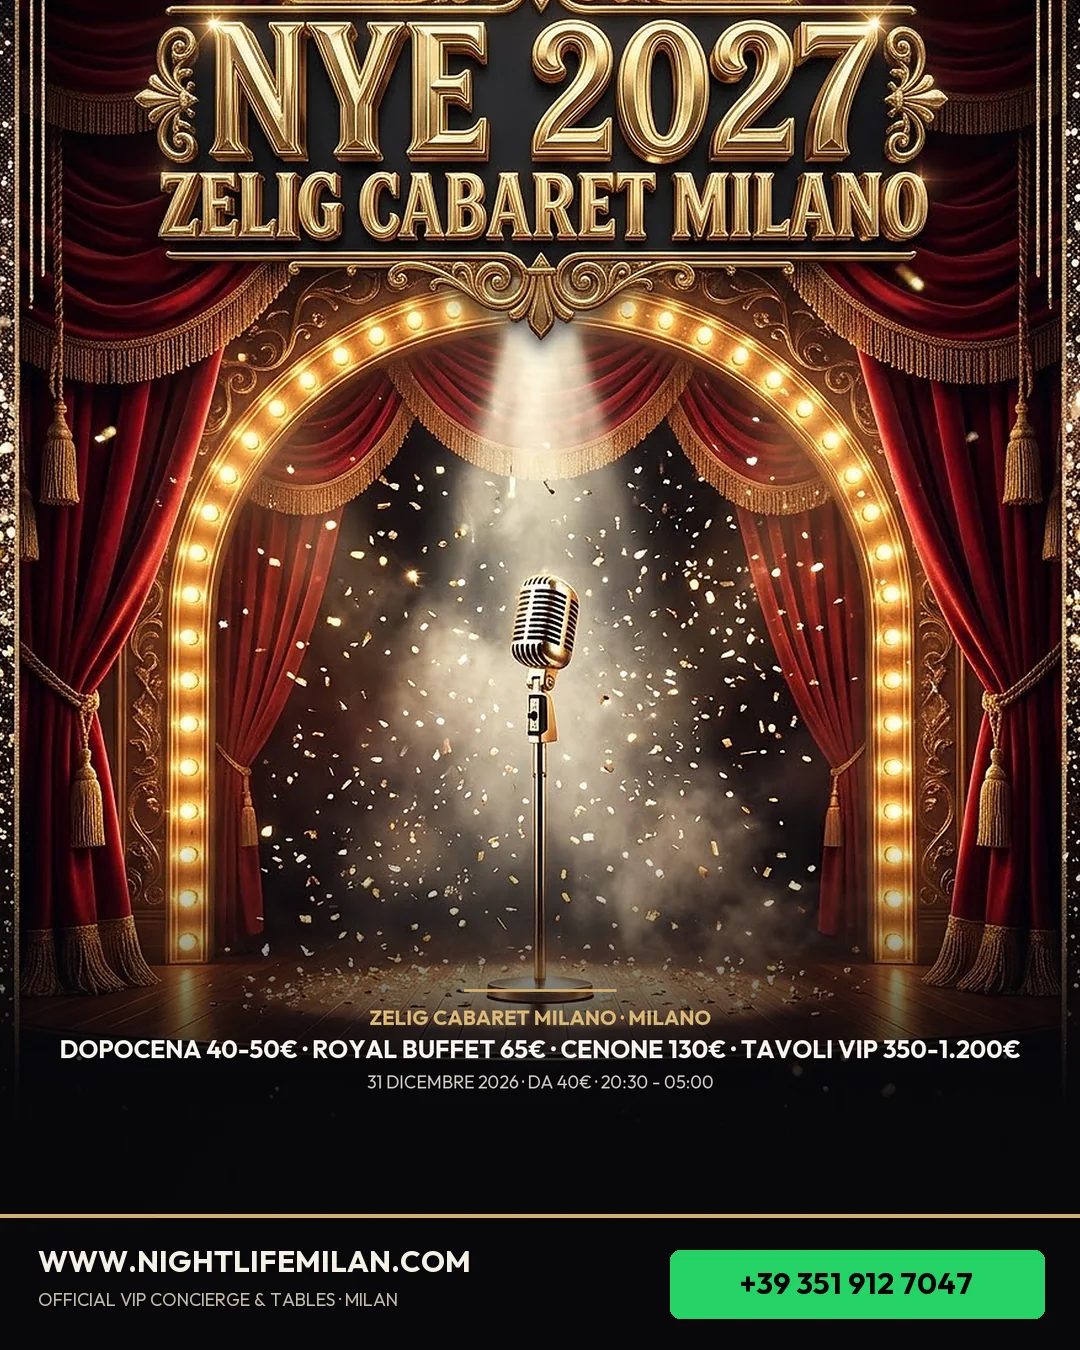 NYE 2027
ZELIG CABARET MILANO
ZELIG CABARET MILANO · MILANO
DOPOCENA 40-50€ · ROYAL BUFFET 65€ · CENONE 130€ · TAVOLI VIP 350-1.200€
31 DICEMBRE 2026 · DA 40€ · 20:30 - 05:00
WWW.NIGHTLIFEMILAN.COM
OFFICIAL VIP CONCIERGE & TABLES · MILAN
+39 351 912 7047